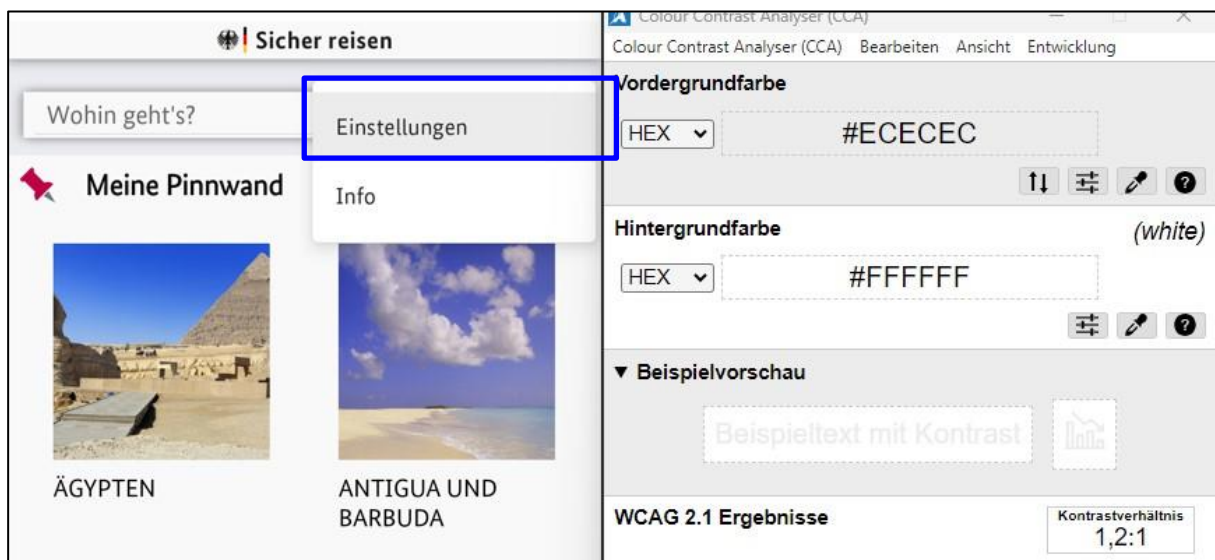 Sicher reisen
Wohin geht's?
Einstellungen
Info
Meine Pinnwand
ÄGYPTEN
ANTIGUA UND
BARBUDA
Colour Contrast Analyser (CCA)
Colour Contrast Analyser (CCA) Bearbeiten Ansicht Entwicklung
Vordergrundfarbe
HEX #ECECEC
?
Hintergrundfarbe (white)
HEX #FFFFFF
?
▼ Beispielvorschau
Beispieltext mit Kontrast
WCAG 2.1 Ergebnisse
Kontrastverhältnis
1,2:1